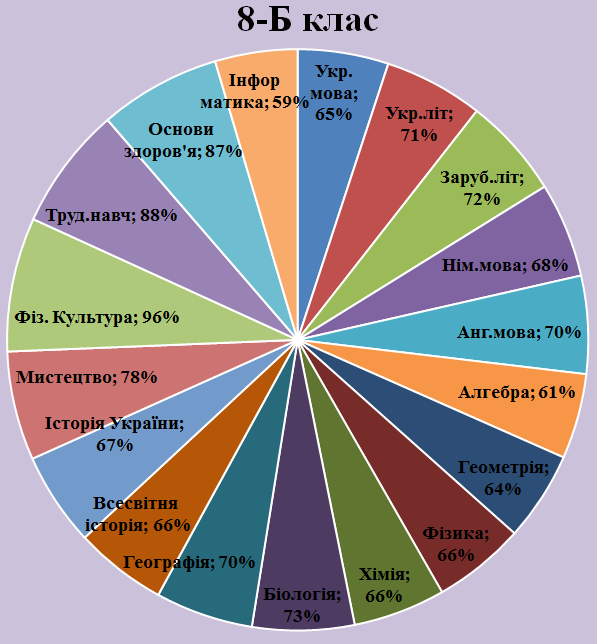 8-Б клас
Укр.
мова;
65%
Укр.літ;
71%
Заруб.літ;
72%
Нім.мова; 68%
Анг.мова; 70%
Алгебра; 61%
Геометрія;
64%
Фізика;
66%
Хімія;
66%
Біологія;
73%
Географія; 70%
Всесвітня
історія; 66%
Історія України;
67%
Мистецтво; 78%
Фіз. Культура; 96%
Труд.навч; 88%
Основи
здоров'я; 87%
Інфор
матика; 59%